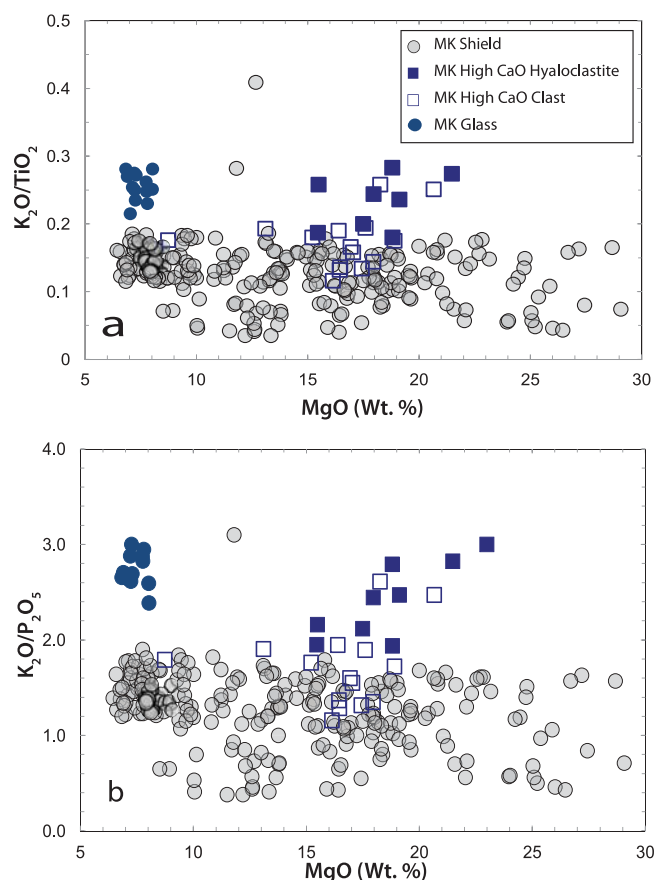 0.5
0.4
0.3
0.2
0.1
0
K₂O/TiO₂
MK Shield
MK High CaO Hyaloclastite
MK High CaO Clast
MK Glass
a
5 10 15 20 25 30
MgO (Wt. %)
4.0
3.0
2.0
1.0
0.0
K₂O/P₂O₅
b
5 10 15 20 25 30
MgO (Wt. %)